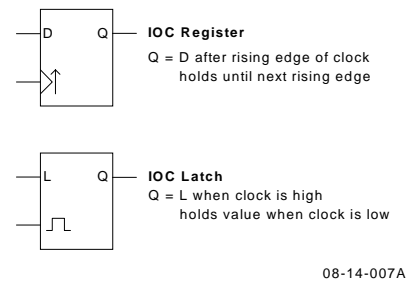 D Q IOC Register
Q = D after rising edge of clock
holds until next rising edge
L Q IOC Latch
Q = L when clock is high
holds value when clock is low
08-14-007A